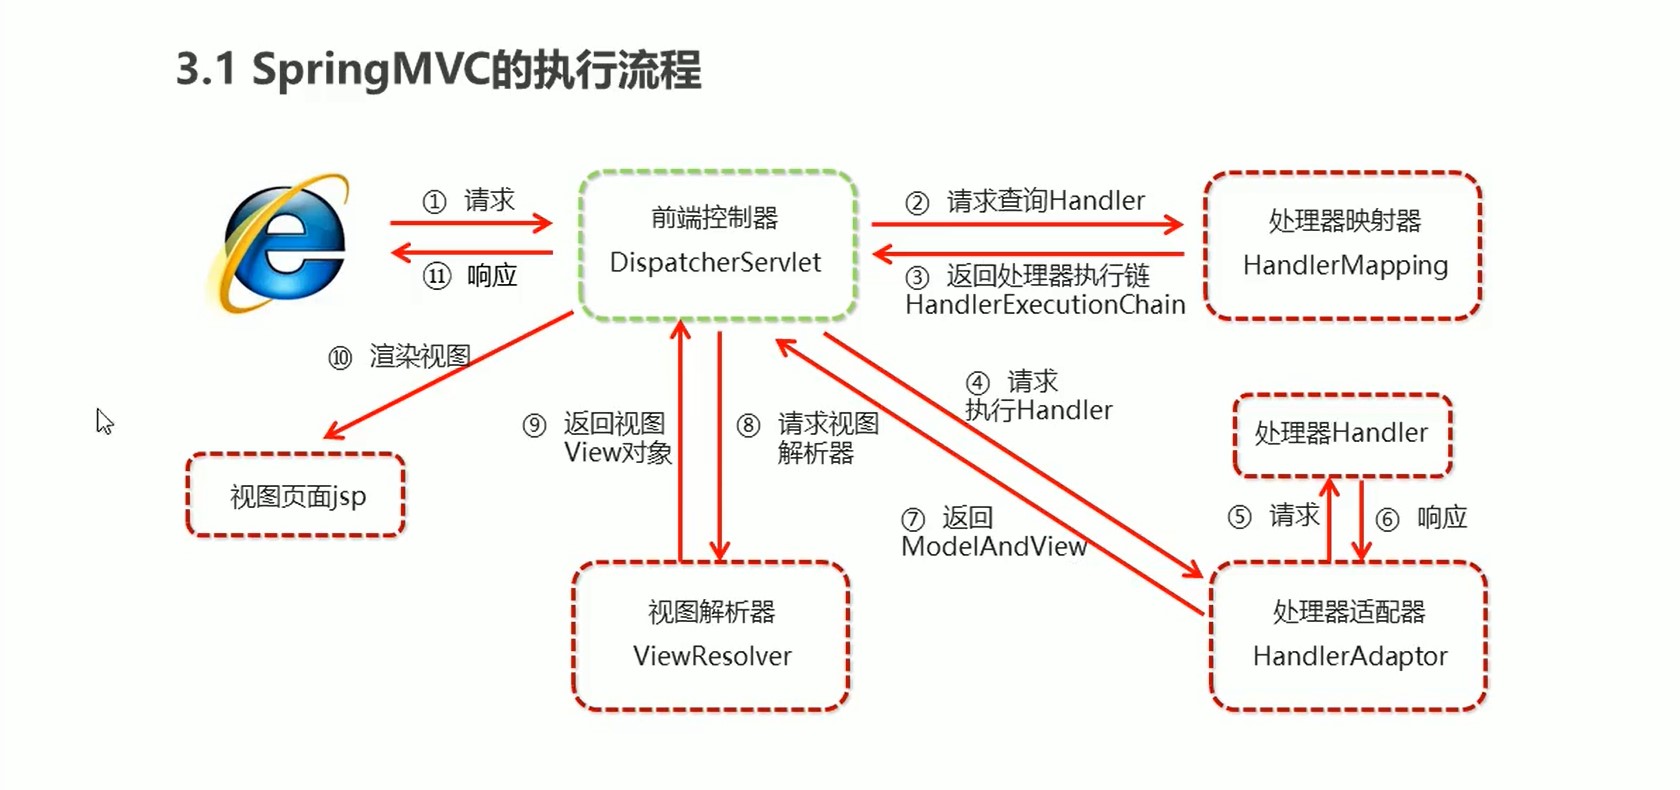 3.1 SpringMVC的执行流程
① 请求
⑪ 响应
前端控制器
DispatcherServlet
② 请求查询Handler
③ 返回处理器执行链
HandlerExecutionChain
处理器映射器
HandlerMapping
⑩ 渲染视图
视图页面jsp
⑨ 返回视图
View对象
⑧ 请求视图
解析器
④ 请求
执行Handler
⑦ 返回
ModelAndView
处理器Handler
⑤ 请求
⑥ 响应
视图解析器
ViewResolver
处理器适配器
HandlerAdaptor